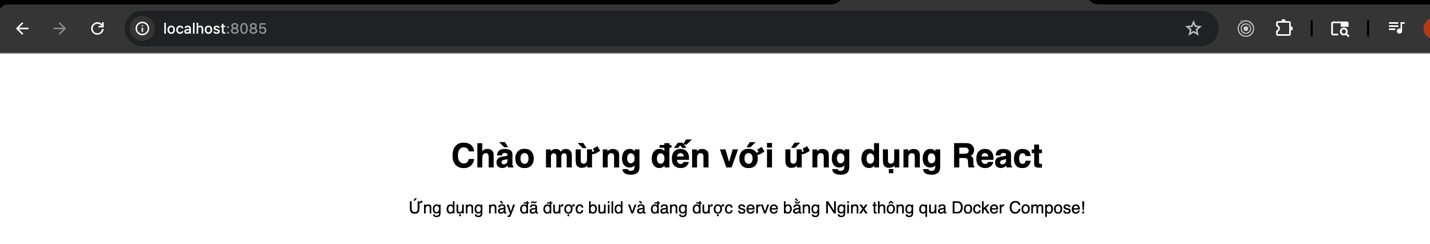 localhost:8085
Chào mừng đến với ứng dụng React
Ứng dụng này đã được build và đang được serve bằng Nginx thông qua Docker Compose!